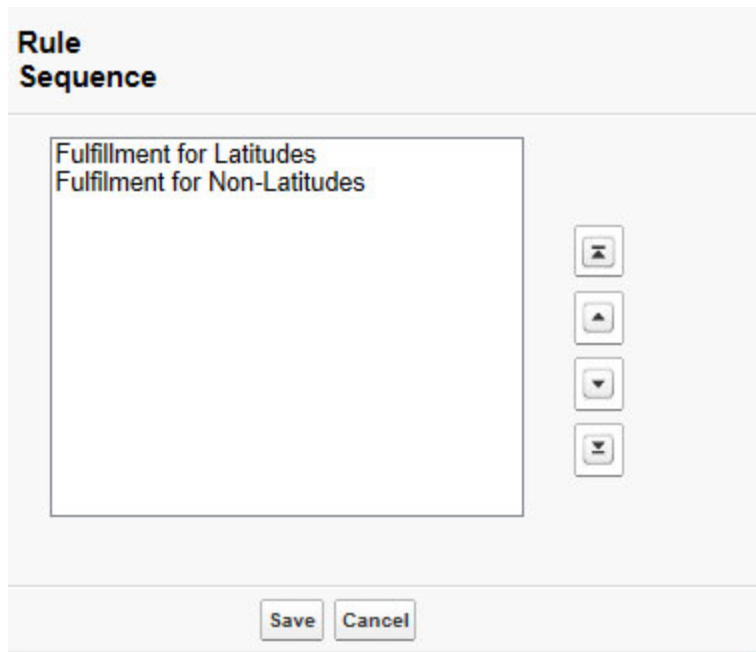 Rule
Sequence
Fulfillment for Latitudes
Fulfilment for Non-Latitudes
Save Cancel